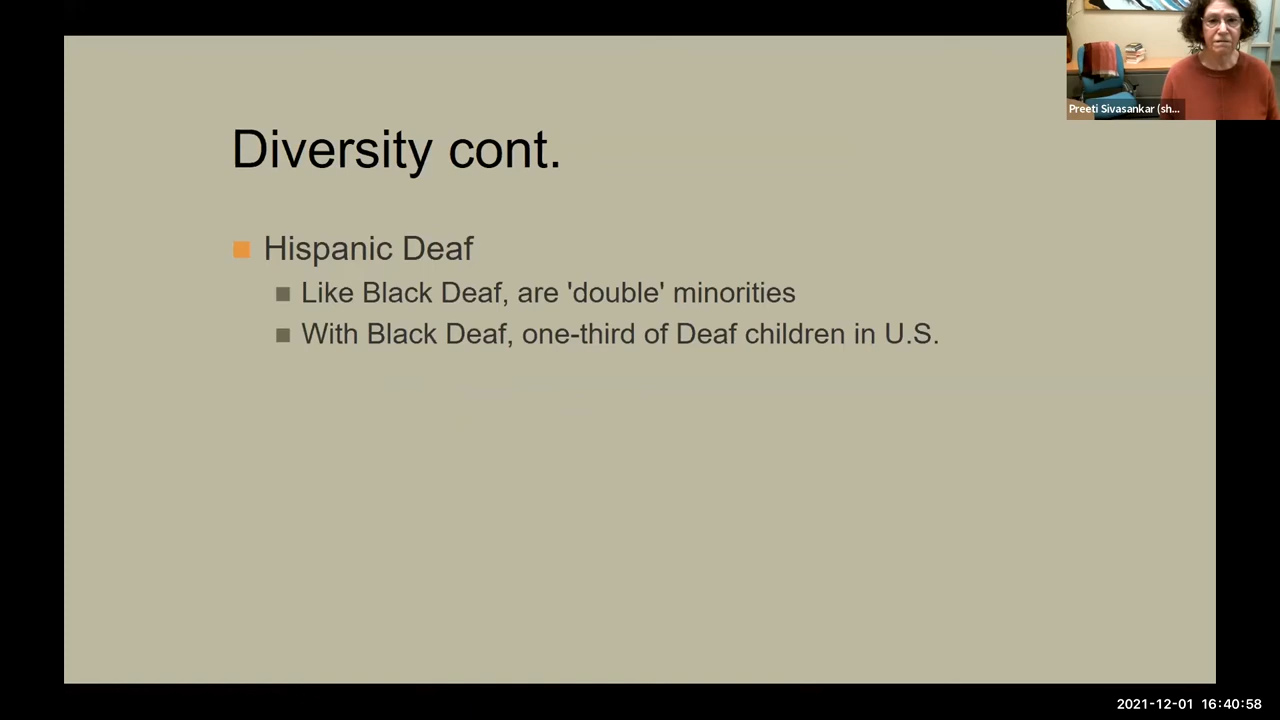 Preeti Sivasankar (sh...
Diversity cont.
Hispanic Deaf
Like Black Deaf, are 'double' minorities
With Black Deaf, one-third of Deaf children in U.S.
2021-12-01 16:40:58